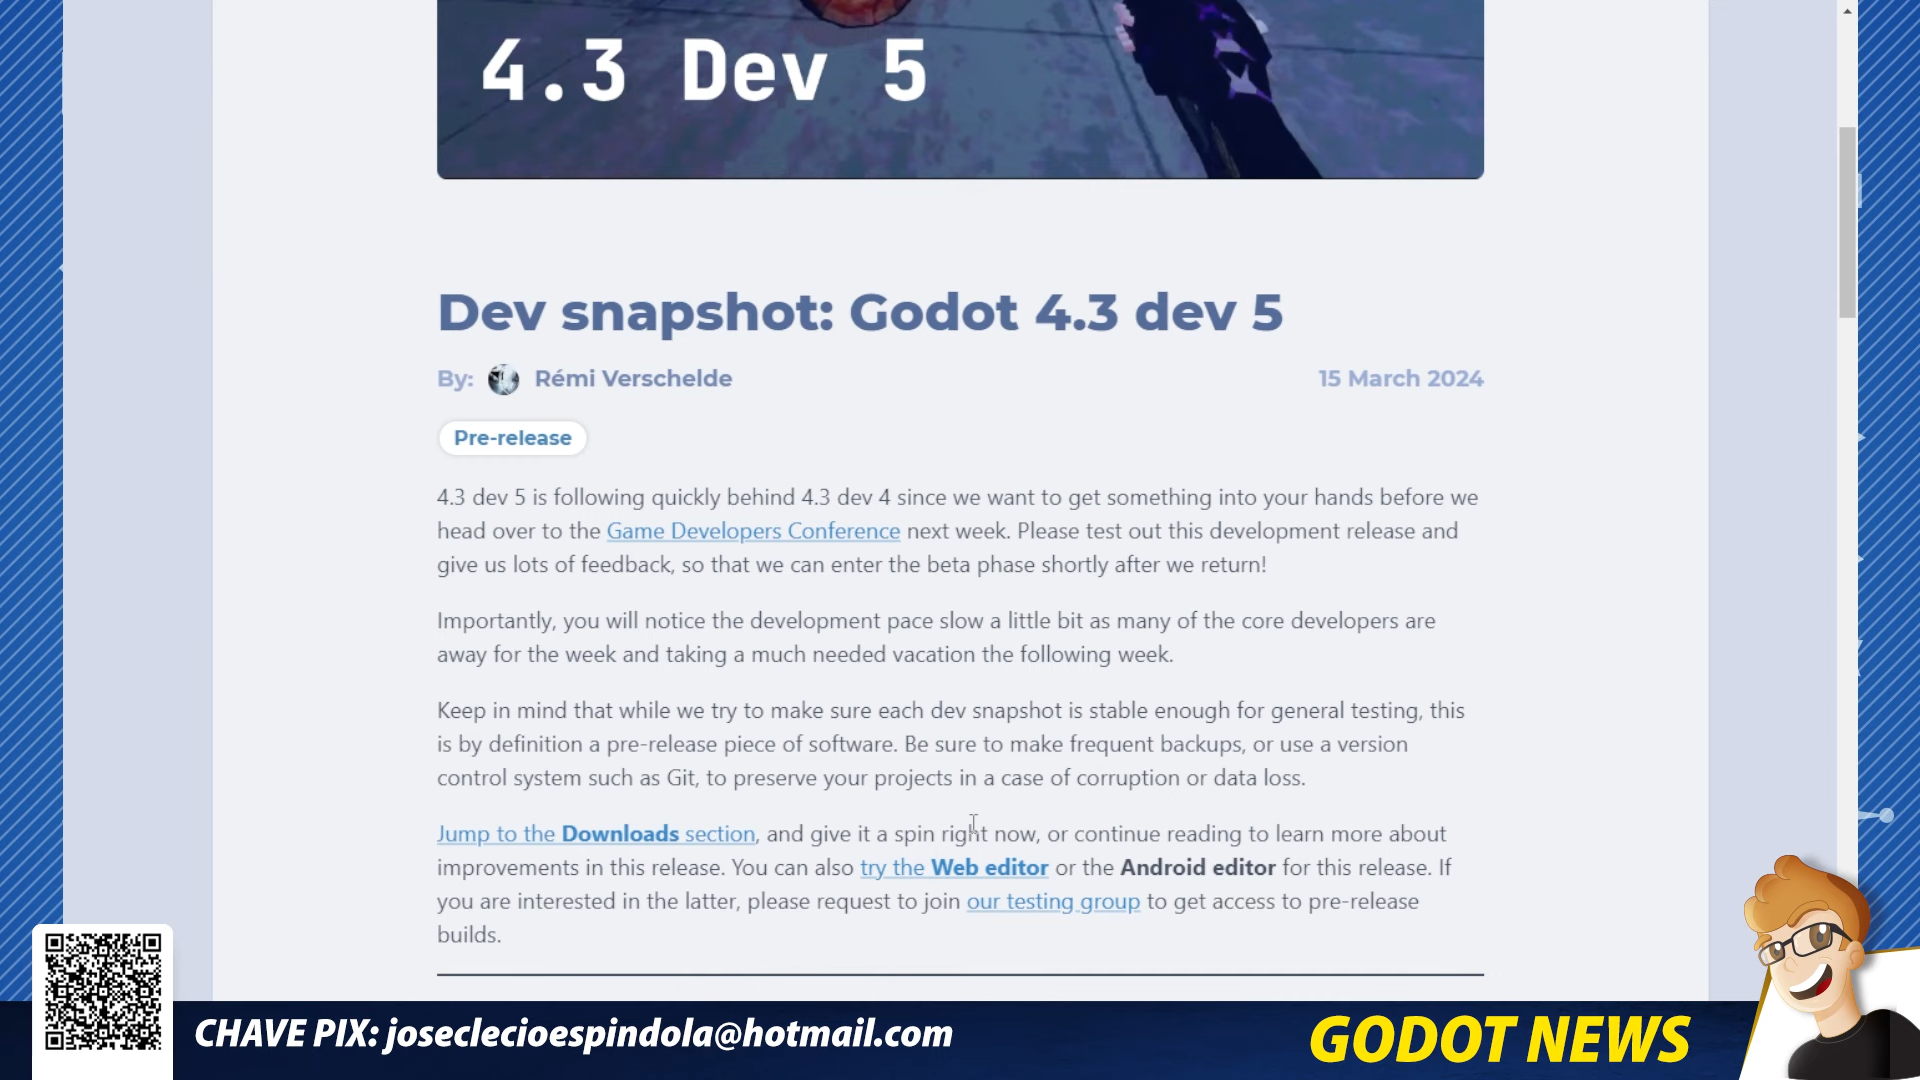 4.3 Dev 5
Dev snapshot: Godot 4.3 dev 5
By: Rémi Verschelde
15 March 2024
Pre-release
4.3 dev 5 is following quickly behind 4.3 dev 4 since we want to get something into your hands before we
head over to the Game Developers Conference next week. Please test out this development release and
give us lots of feedback, so that we can enter the beta phase shortly after we return!
Importantly, you will notice the development pace slow a little bit as many of the core developers are
away for the week and taking a much needed vacation the following week.
Keep in mind that while we try to make sure each dev snapshot is stable enough for general testing, this
is by definition a pre-release piece of software. Be sure to make frequent backups, or use a version
control system such as Git, to preserve your projects in a case of corruption or data loss.
Jump to the Downloads section, and give it a spin right now, or continue reading to learn more about
improvements in this release. You can also try the Web editor or the Android editor for this release. If
you are interested in the latter, please request to join our testing group to get access to pre-release
builds.
CHAVE PIX: joseclecioespindola@hotmail.com
GODOT NEWS